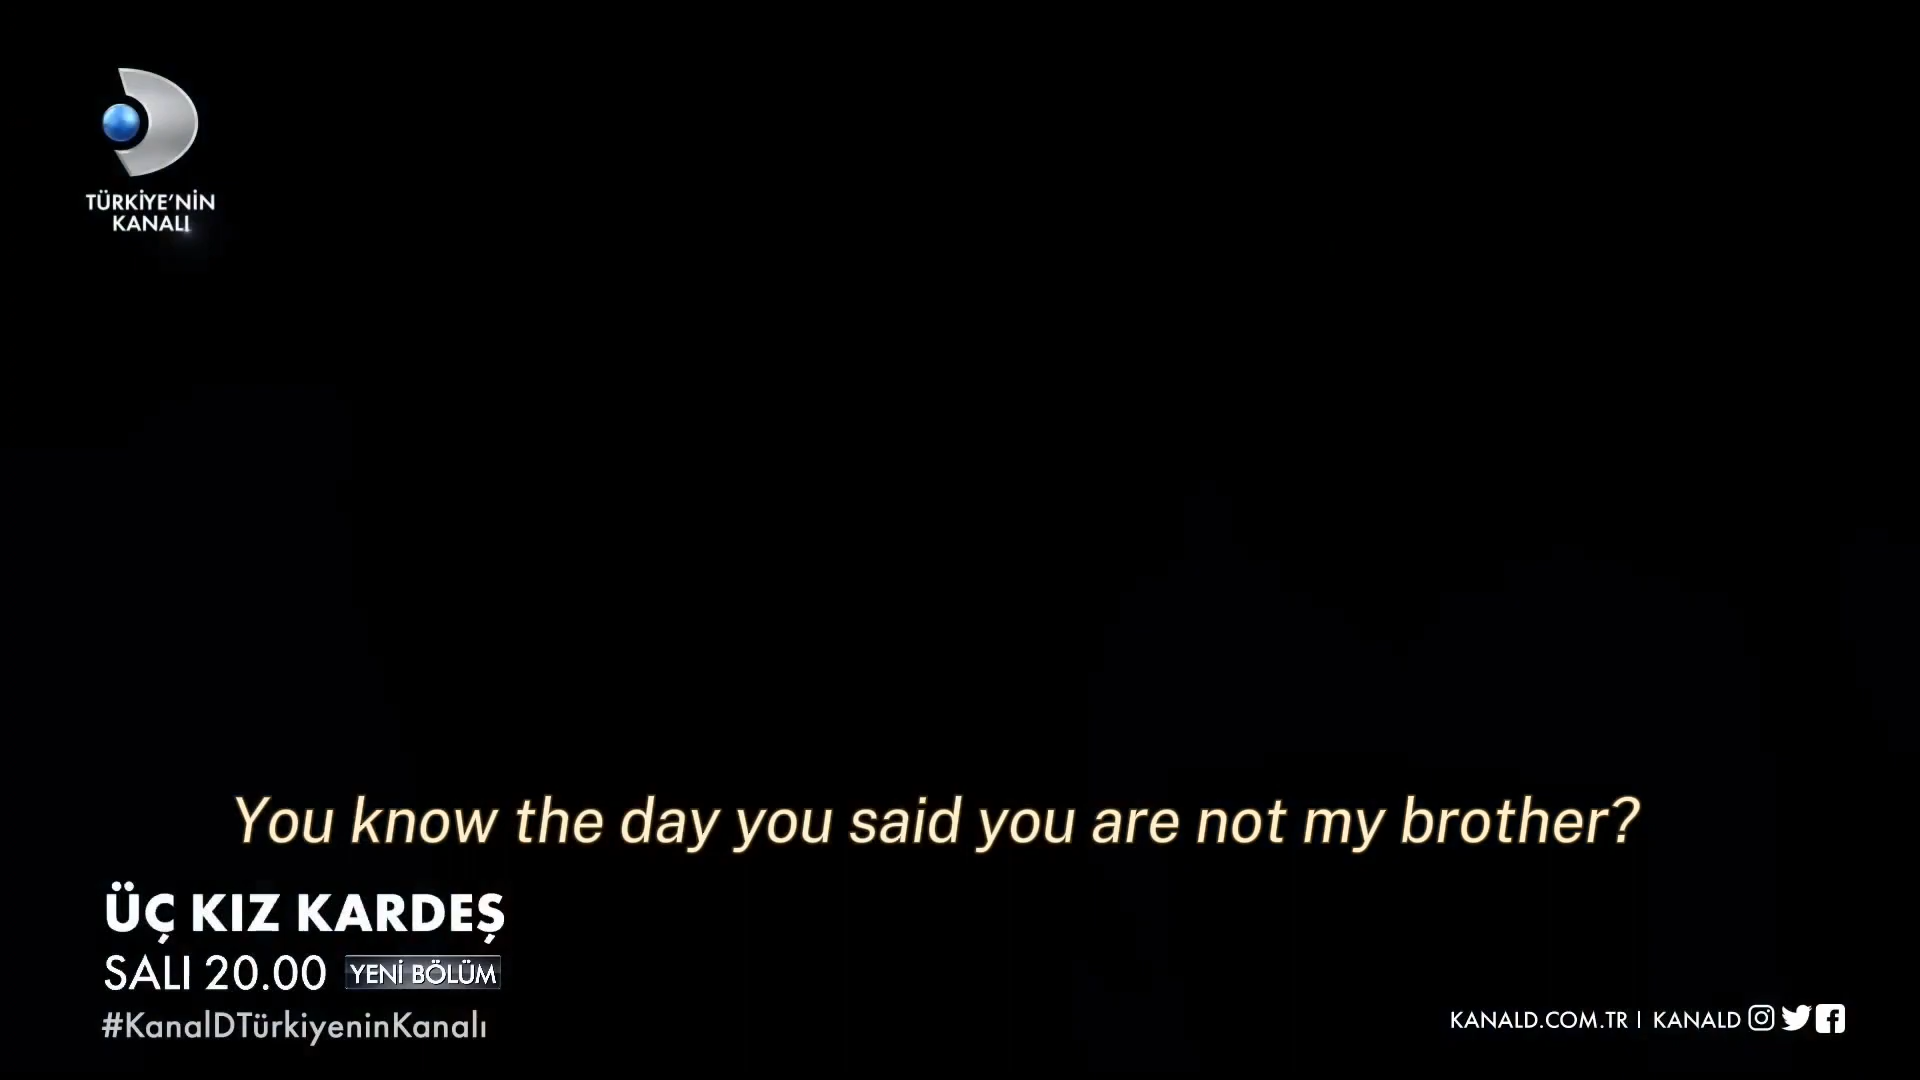 TÜRKİYE'NİN
KANALI
You know the day you said you are not my brother?
ÜÇ KIZ KARDEŞ
SALI 20.00 YENİ BÖLÜM
#KanalDTürkiyeninKanalı
KANALD.COM.TR | KANALD